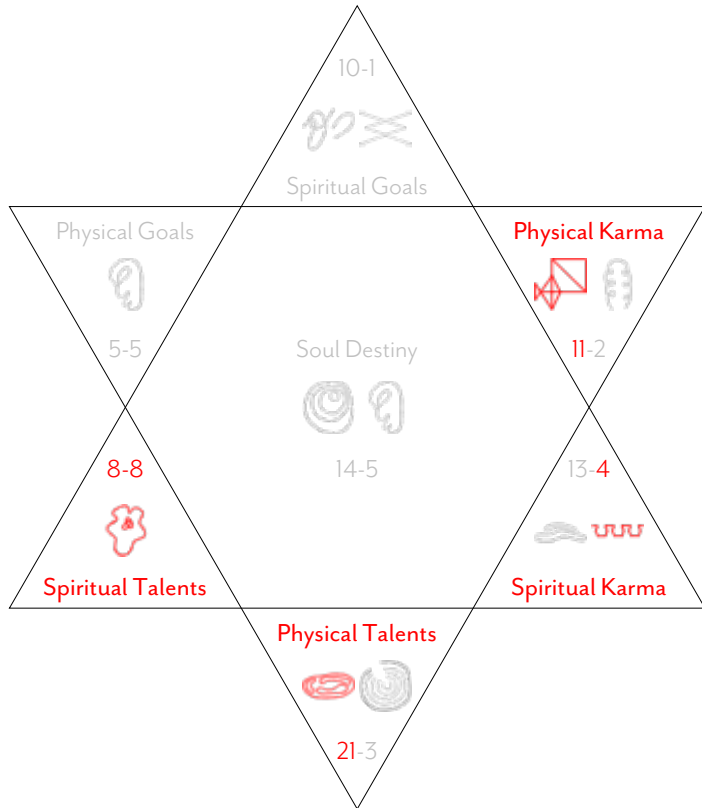 10-1
Spiritual Goals
Physical Goals
5-5
Physical Karma
11-2
Soul Destiny
14-5
8-8
Spiritual Talents
13-4
Spiritual Karma
Physical Talents
21-3